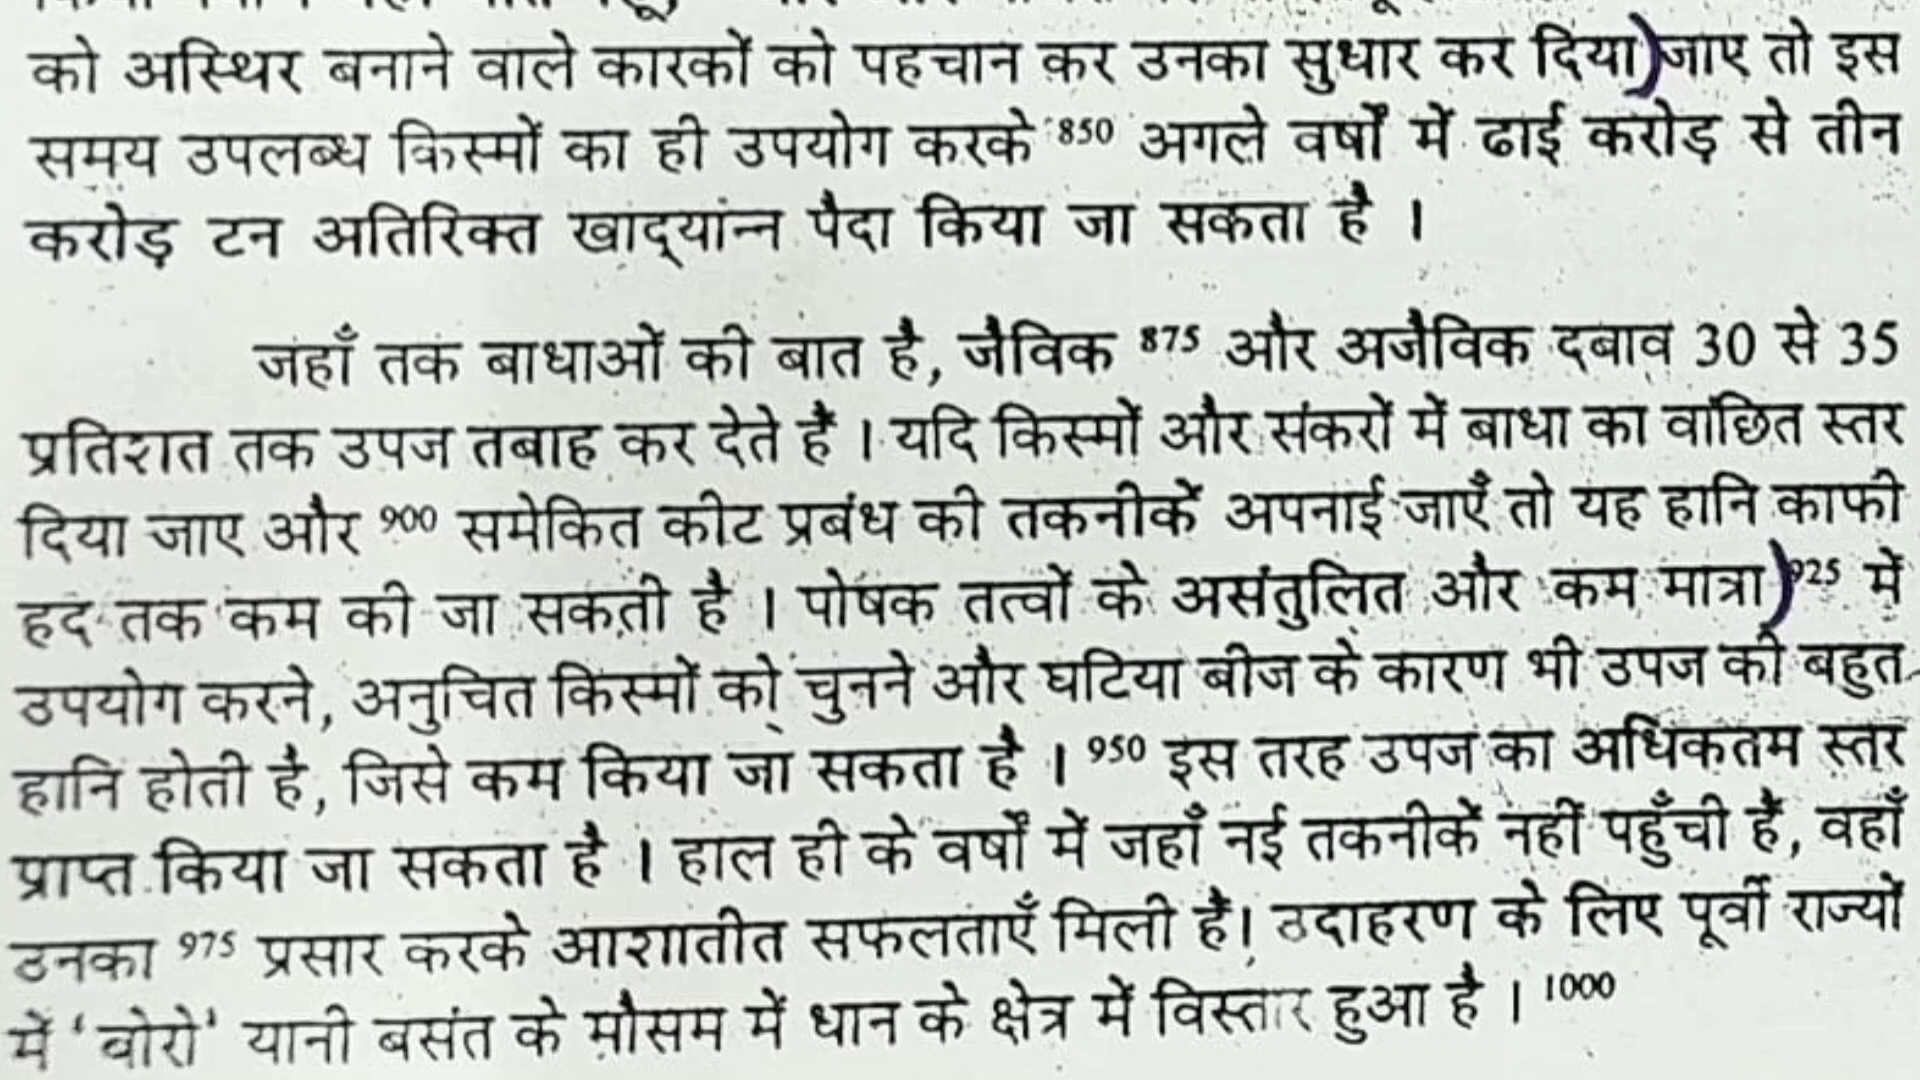 को अस्थिर बनाने वाले कारकों को पहचान कर उनका सुधार कर दिया)जाए तो इस
समय उपलब्ध किस्मों का ही उपयोग करके 850 अगले वर्षों में ढाई करोड़ से तीन
करोड़ टन अतिरिक्त खाद्यांन्न पैदा किया जा सकता है ।
जहाँ तक बाधाओं की बात है, जैविक 875 और अजैविक दबाव 30 से 35
प्रतिशत तक उपज तबाह कर देते हैं । यदि किस्मों और संकरों में बाधा का वांछित स्तर
दिया जाए और 900 समेकित कीट प्रबंध की तकनीकें अपनाई जाएँ तो यह हानि काफी
हद तक कम की जा सकती है । पोषक तत्वों के असंतुलित और कम मात्रा) 925 में
उपयोग करने, अनुचित किस्मों को चुनने और घटिया बीज के कारण भी उपज की बहुत
हानि होती है, जिसे कम किया जा सकता है । 950 इस तरह उपज का अधिकतम स्तर
प्राप्त किया जा सकता है । हाल ही के वर्षों में जहाँ नई तकनीकें नहीं पहुँची हैं, वहाँ
उनका 975 प्रसार करके आशातीत सफलताएँ मिली हैं। उदाहरण के लिए पूर्वी राज्यों
में 'बोरो' यानी बसंत के मौसम में धान के क्षेत्र में विस्तार हुआ है । 1000